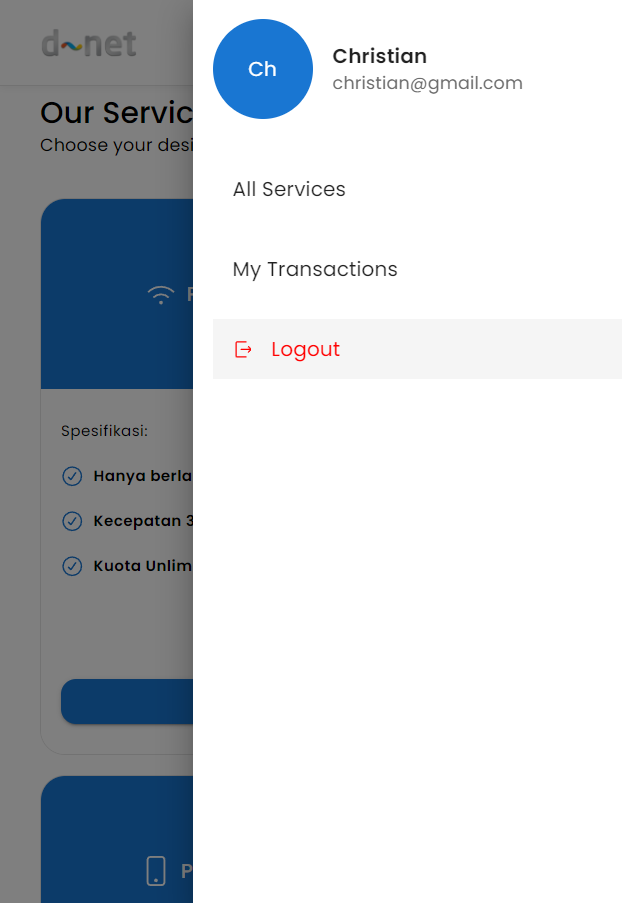 d~net
Our Servic
Choose your desi
Spesifikasi:
Hanya berla
Kecepatan 3
Kuota Unlim
P
Ch
Christian
christian@gmail.com
All Services
My Transactions
Logout